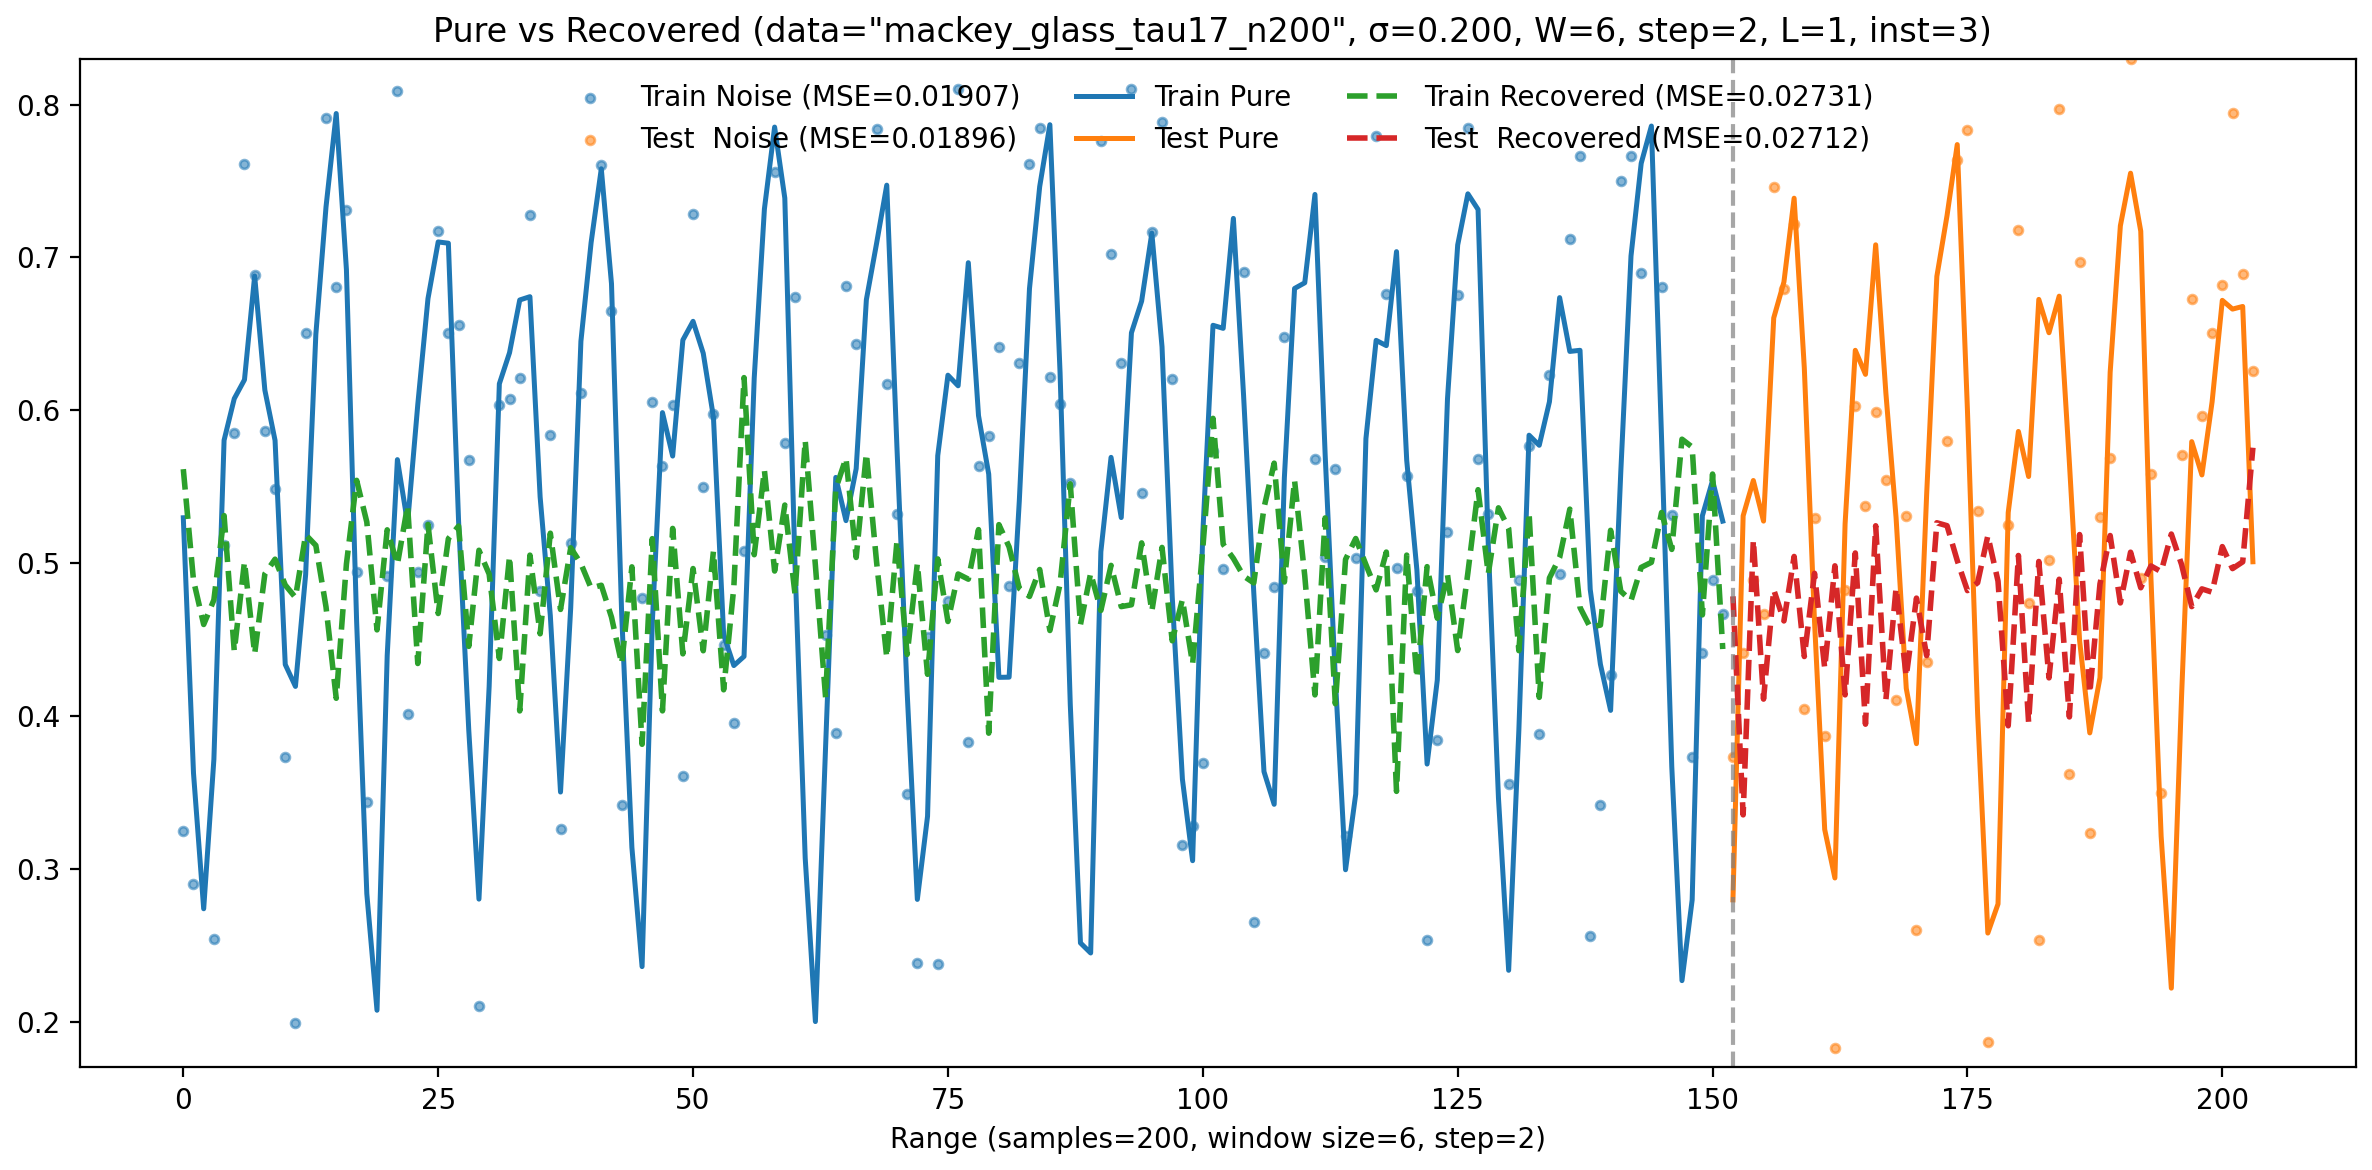 Pure vs Recovered (data="mackey_glass_tau17_n200", σ=0.200, W=6, step=2, L=1, inst=3)
Train Noise (MSE=0.01907)
Test  Noise (MSE=0.01896)
Train Pure
Test Pure
Train Recovered (MSE=0.02731)
Test  Recovered (MSE=0.02712)
0.8
0.7
0.6
0.5
0.4
0.3
0.2
0 25 50 75 100 125 150 175 200
Range (samples=200, window size=6, step=2)